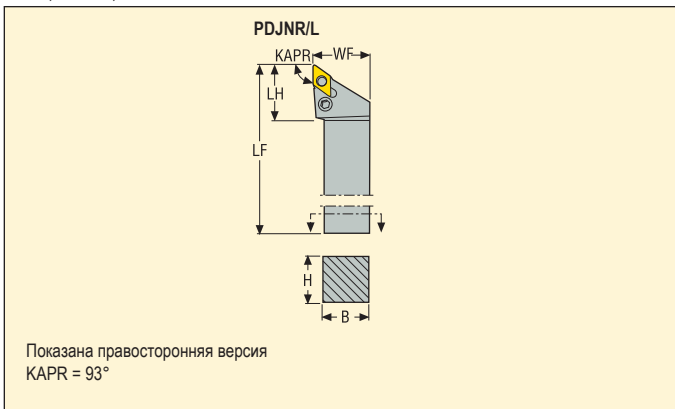 PDJNR/L
KAPR
WF
LH
LF
H
B
Показана правосторонняя версия
KAPR = 93°